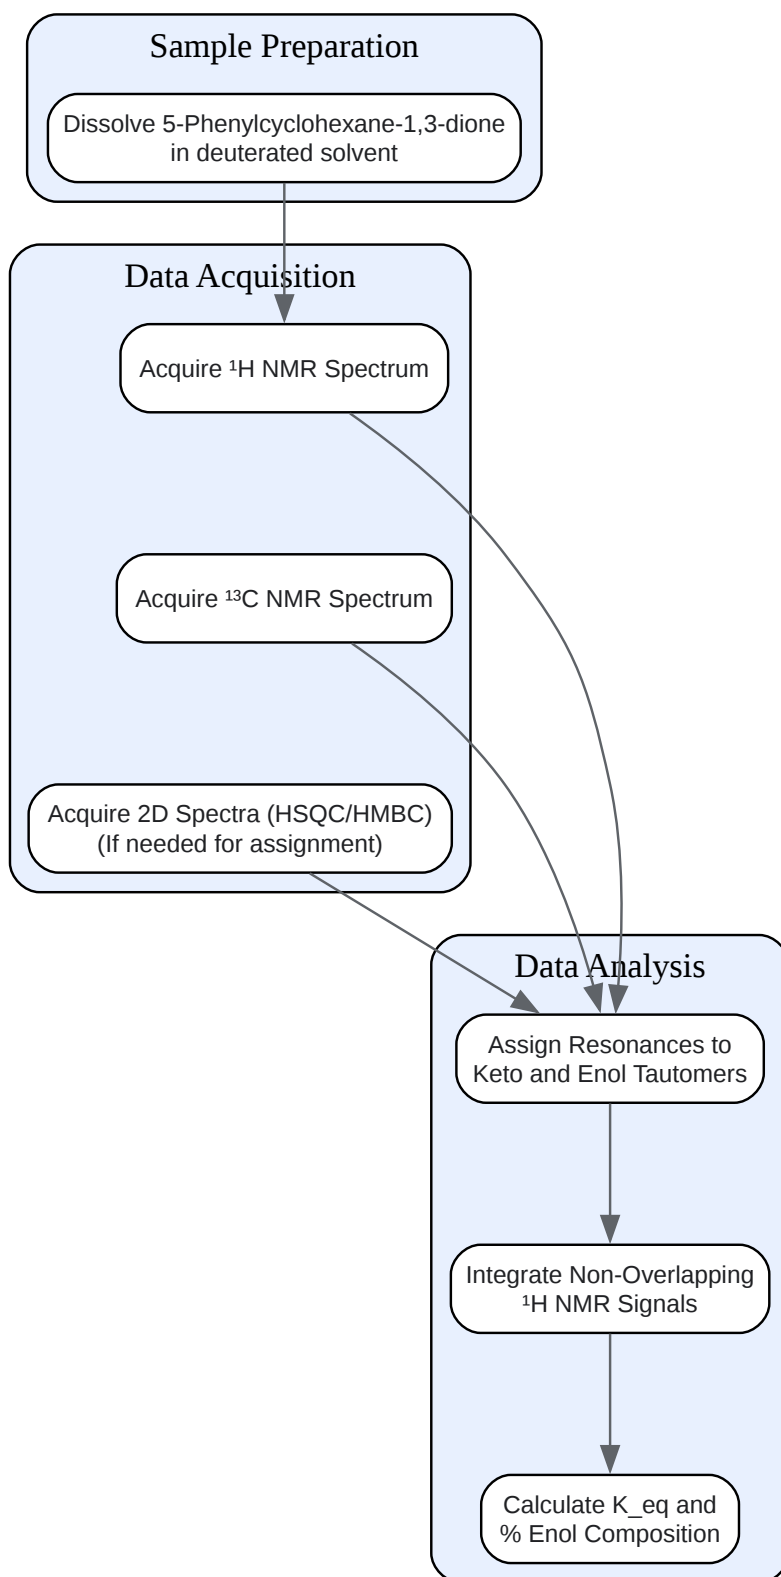 Sample Preparation
Dissolve 5-Phenylcyclohexane-1,3-dione
in deuterated solvent
Data Acquisition
Acquire ¹H NMR Spectrum
Acquire ¹³C NMR Spectrum
Acquire 2D Spectra (HSQC/HMBC)
(If needed for assignment)
Data Analysis
Assign Resonances to
Keto and Enol Tautomers
Integrate Non-Overlapping
¹H NMR Signals
Calculate K_eq and
% Enol Composition